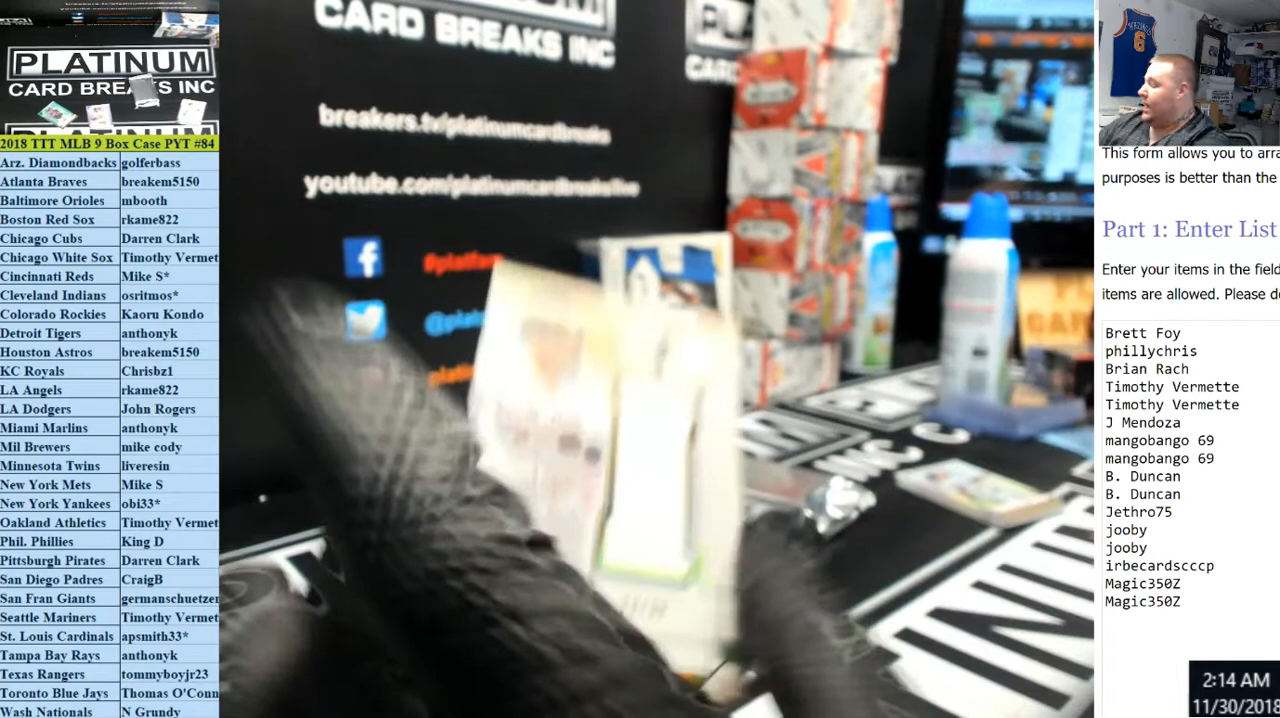 PLATINUM
CARD BREAKS INC
2018 TTT MLB 9 Box Case PYT #84
Arz. Diamondbacks golferbass
Atlanta Braves breakem5150
Baltimore Orioles mbooth
Boston Red Sox rkame822
Chicago Cubs Darren Clark
Chicago White Sox Timothy Vermet
Cincinnati Reds Mike S*
Cleveland Indians osritmos*
Colorado Rockies Kaoru Kondo
Detroit Tigers anthonyk
Houston Astros breakem5150
KC Royals Chrisbz1
LA Angels rkame822
LA Dodgers John Rogers
Miami Marlins anthonyk
Mil Brewers mike cody
Minnesota Twins liveresin
New York Mets Mike S
New York Yankees obi33*
Oakland Athletics Timothy Vermet
Phil. Phillies King D
Pittsburgh Pirates Darren Clark
San Diego Padres CraigB
San Fran Giants germanschuetzen
Seattle Mariners Timothy Vermet
St. Louis Cardinals apsmith33*
Tampa Bay Rays anthonyk
Texas Rangers tommyboyjr23
Toronto Blue Jays Thomas O'Conn
Wash Nationals N Grundy
CARD BREAKS INC
breakers.tv/platinumcardbreaks
youtube.com/platinumcardbreakslive
6
This form allows you to arra
purposes is better than the
Part 1: Enter List
Enter your items in the field
items are allowed. Please do
Brett Foy
phillychris
Brian Rach
Timothy Vermette
Timothy Vermette
J Mendoza
mangobango 69
mangobango 69
B. Duncan
B. Duncan
Jethro75
jooby
jooby
irbecardscccp
Magic350Z
Magic350Z
2:14 AM
11/30/2018